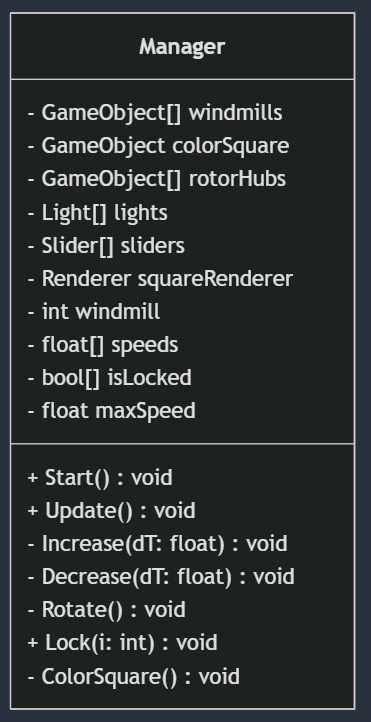 Manager
- GameObject[] windmills
- GameObject colorSquare
- GameObject[] rotorHubs
- Light[] lights
- Slider[] sliders
- Renderer squareRenderer
- int windmill
- float[] speeds
- bool[] isLocked
- float maxSpeed
+ Start() : void
+ Update() : void
- Increase(dT: float) : void
- Decrease(dT: float) : void
- Rotate() : void
+ Lock(i: int) : void
- ColorSquare() : void